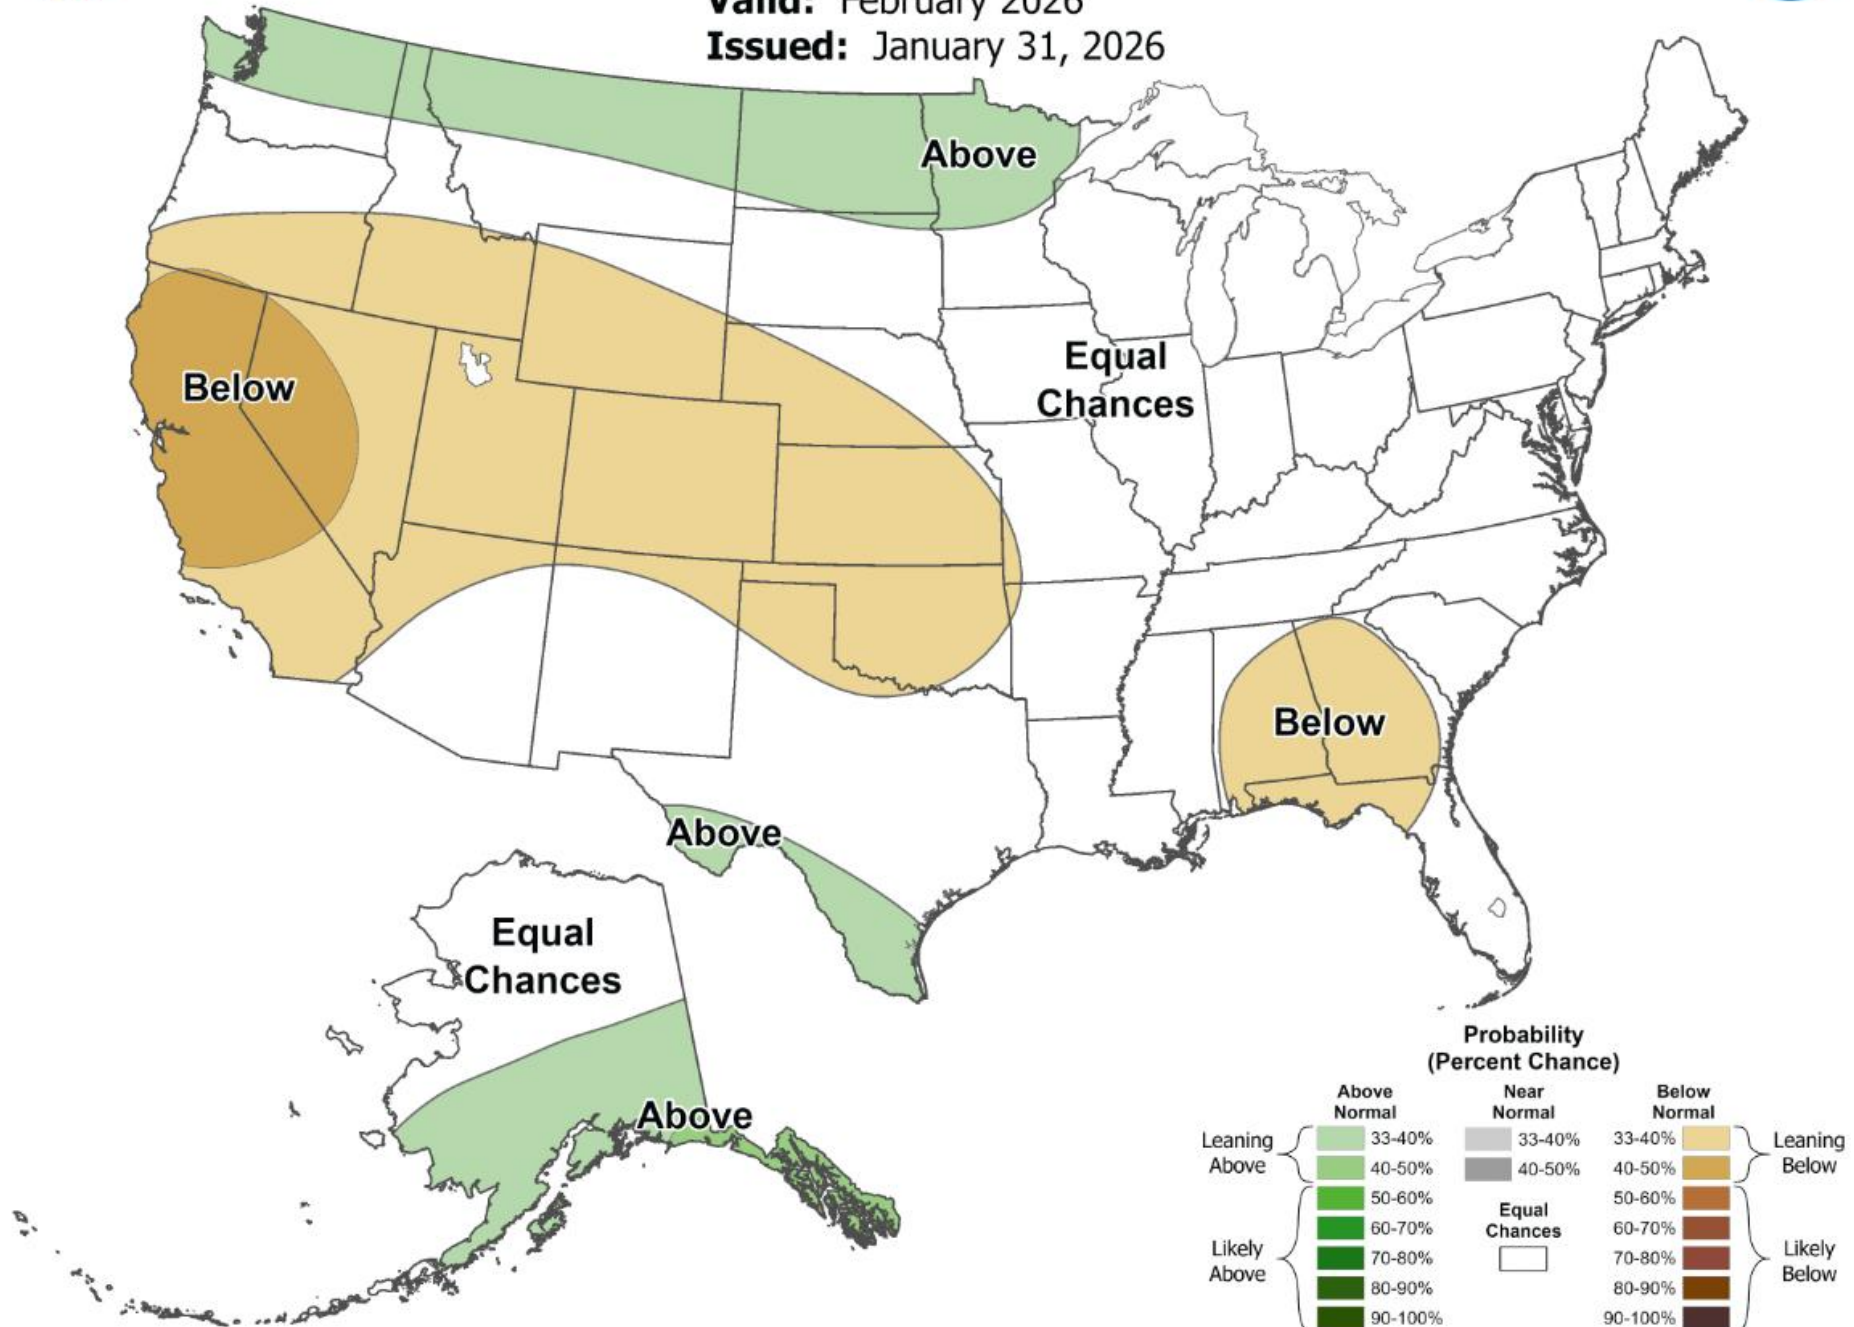 Valid: February 2026
Issued: January 31, 2026
Above
Below
Equal
Chances
Below
Above
Equal
Chances
Above
Probability
(Percent Chance)
Above
Normal
Near
Normal
Below
Normal
Leaning
Above
33-40%
40-50%
33-40%
40-50%
33-40%
40-50%
Leaning
Below
Likely
Above
50-60%
60-70%
70-80%
80-90%
90-100%
Equal
Chances
50-60%
60-70%
70-80%
80-90%
90-100%
Likely
Below